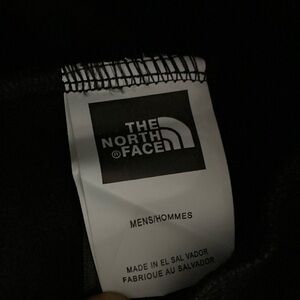 THE
NORTH
® FACE
MENS/HOMMES
MADE IN EL SALVADOR
FABRIQUE AU SALVADOR